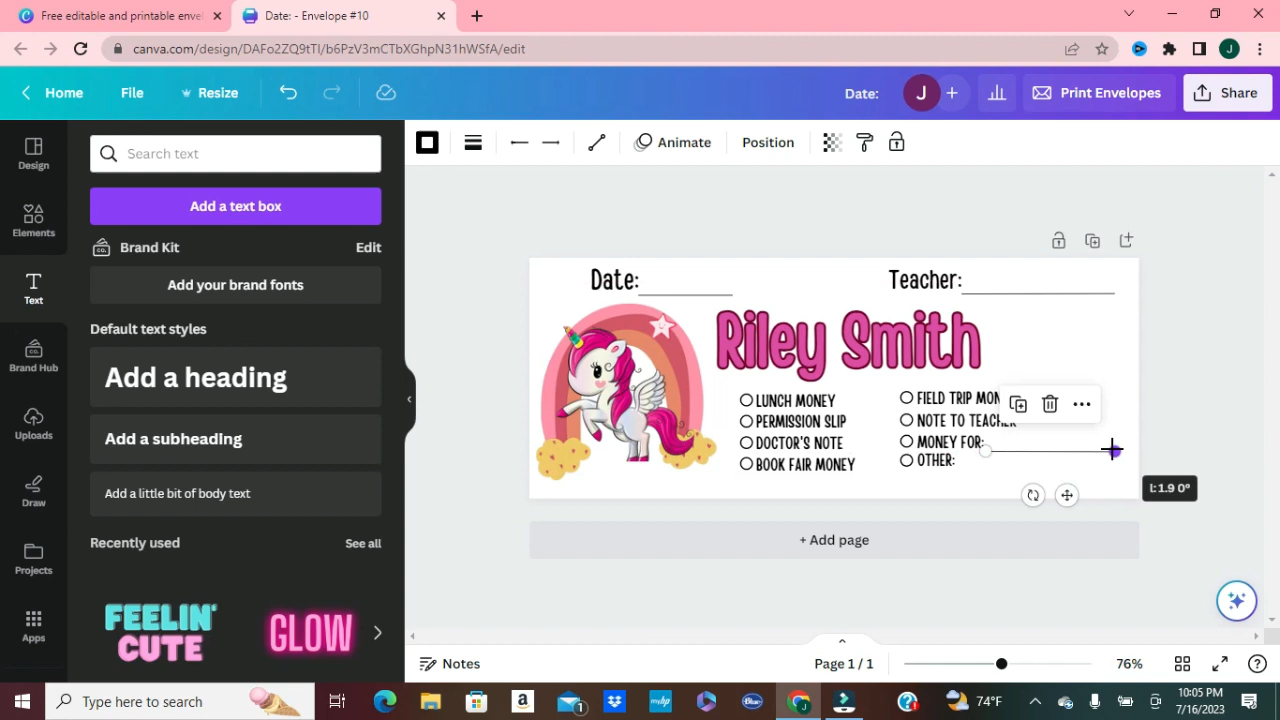 Free editable and printable enve
Date: - Envelope #10
canva.com/design/DAFo2ZQ9tTI/b6PzV3mCTbXGhpN31hWSfA/edit
J
Home
File
Resize
Date:
J
Print Envelopes
Share
Design
Elements
Text
Brand Hub
Uploads
Draw
Projects
Apps
Search text
Add a text box
Brand Kit
Edit
Add your brand fonts
Default text styles
Add a heading
Add a subheading
Add a little bit of body text
Recently used
See all
FEELIN'
CUTE
GLOW
Animate
Position
Date:
Teacher:
Riley Smith
LUNCH MONEY
PERMISSION SLIP
DOCTOR'S NOTE
BOOK FAIR MONEY
FIELD TRIP MON
NOTE TO TEACHER
MONEY FOR:
OTHER:
L:1.9 0°
+ Add page
Notes
Page 1 / 1
76%
Type here to search
1
74°F
10:05 PM
7/16/2023